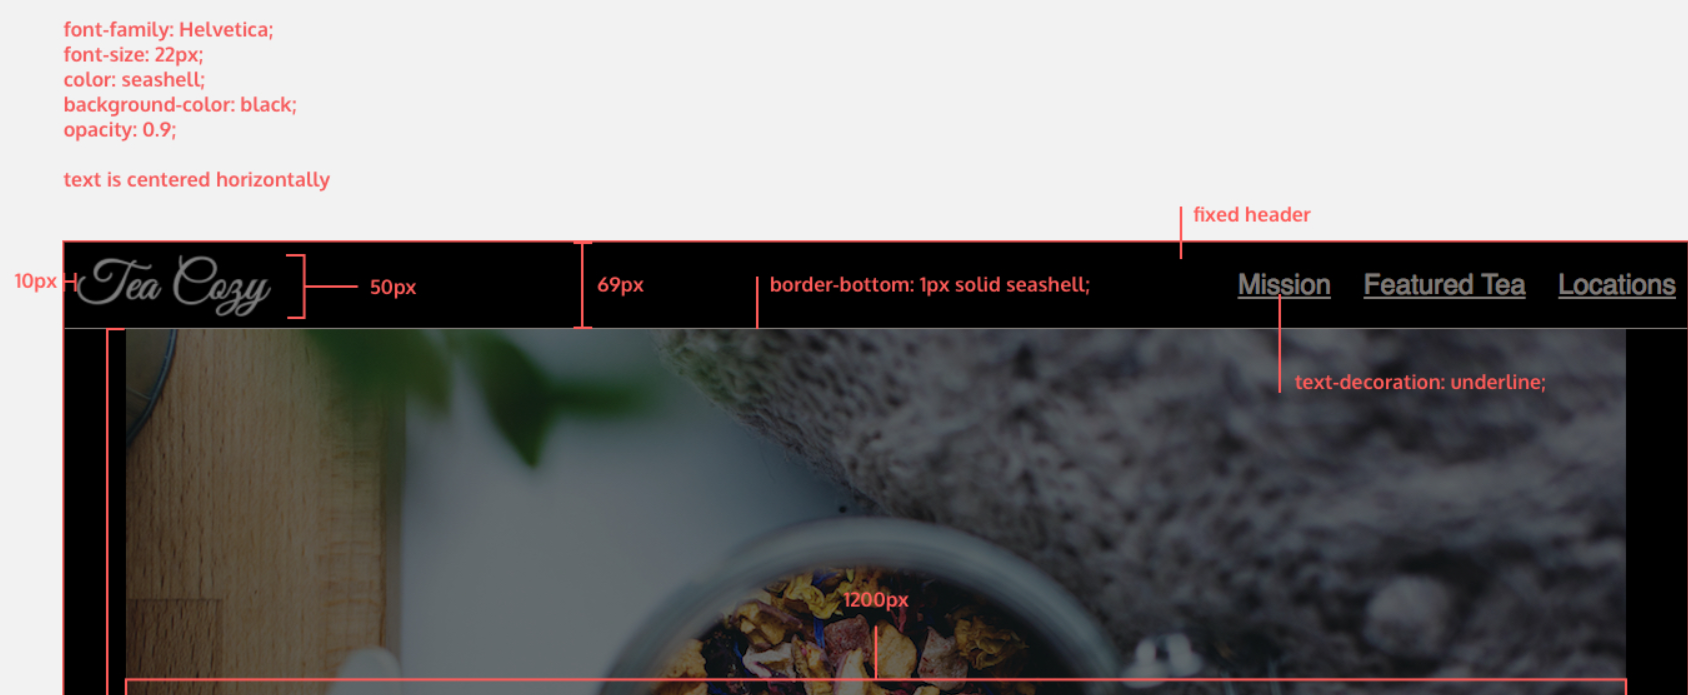 font-family: Helvetica;
font-size: 22px;
color: seashell;
background-color: black;
opacity: 0.9;
text is centered horizontally
fixed header
10px
Tea Cozy
50px
69px
border-bottom: 1px solid seashell;
Mission
Featured Tea
Locations
text-decoration: underline;
1200px